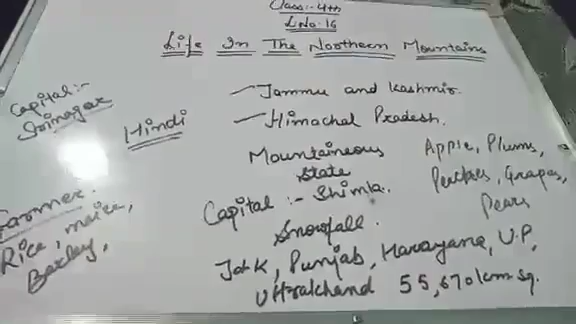 Class:- 4th
L.No. 16
Life In The Northern Mountains
Capital:-
Srinagar
Hindi
Farmer.
Rice, maize,
Barley,
- Jammu and Kashmir.
- Himachal Pradesh.
Mountaineous
State
Capital :- Shimla.
Snowfall.
J&K, Punjab, Harayana, U.P,
Uttrakhand 55,670 km sq.
Apple, Plums,
Peaches, Grapes,
Pears